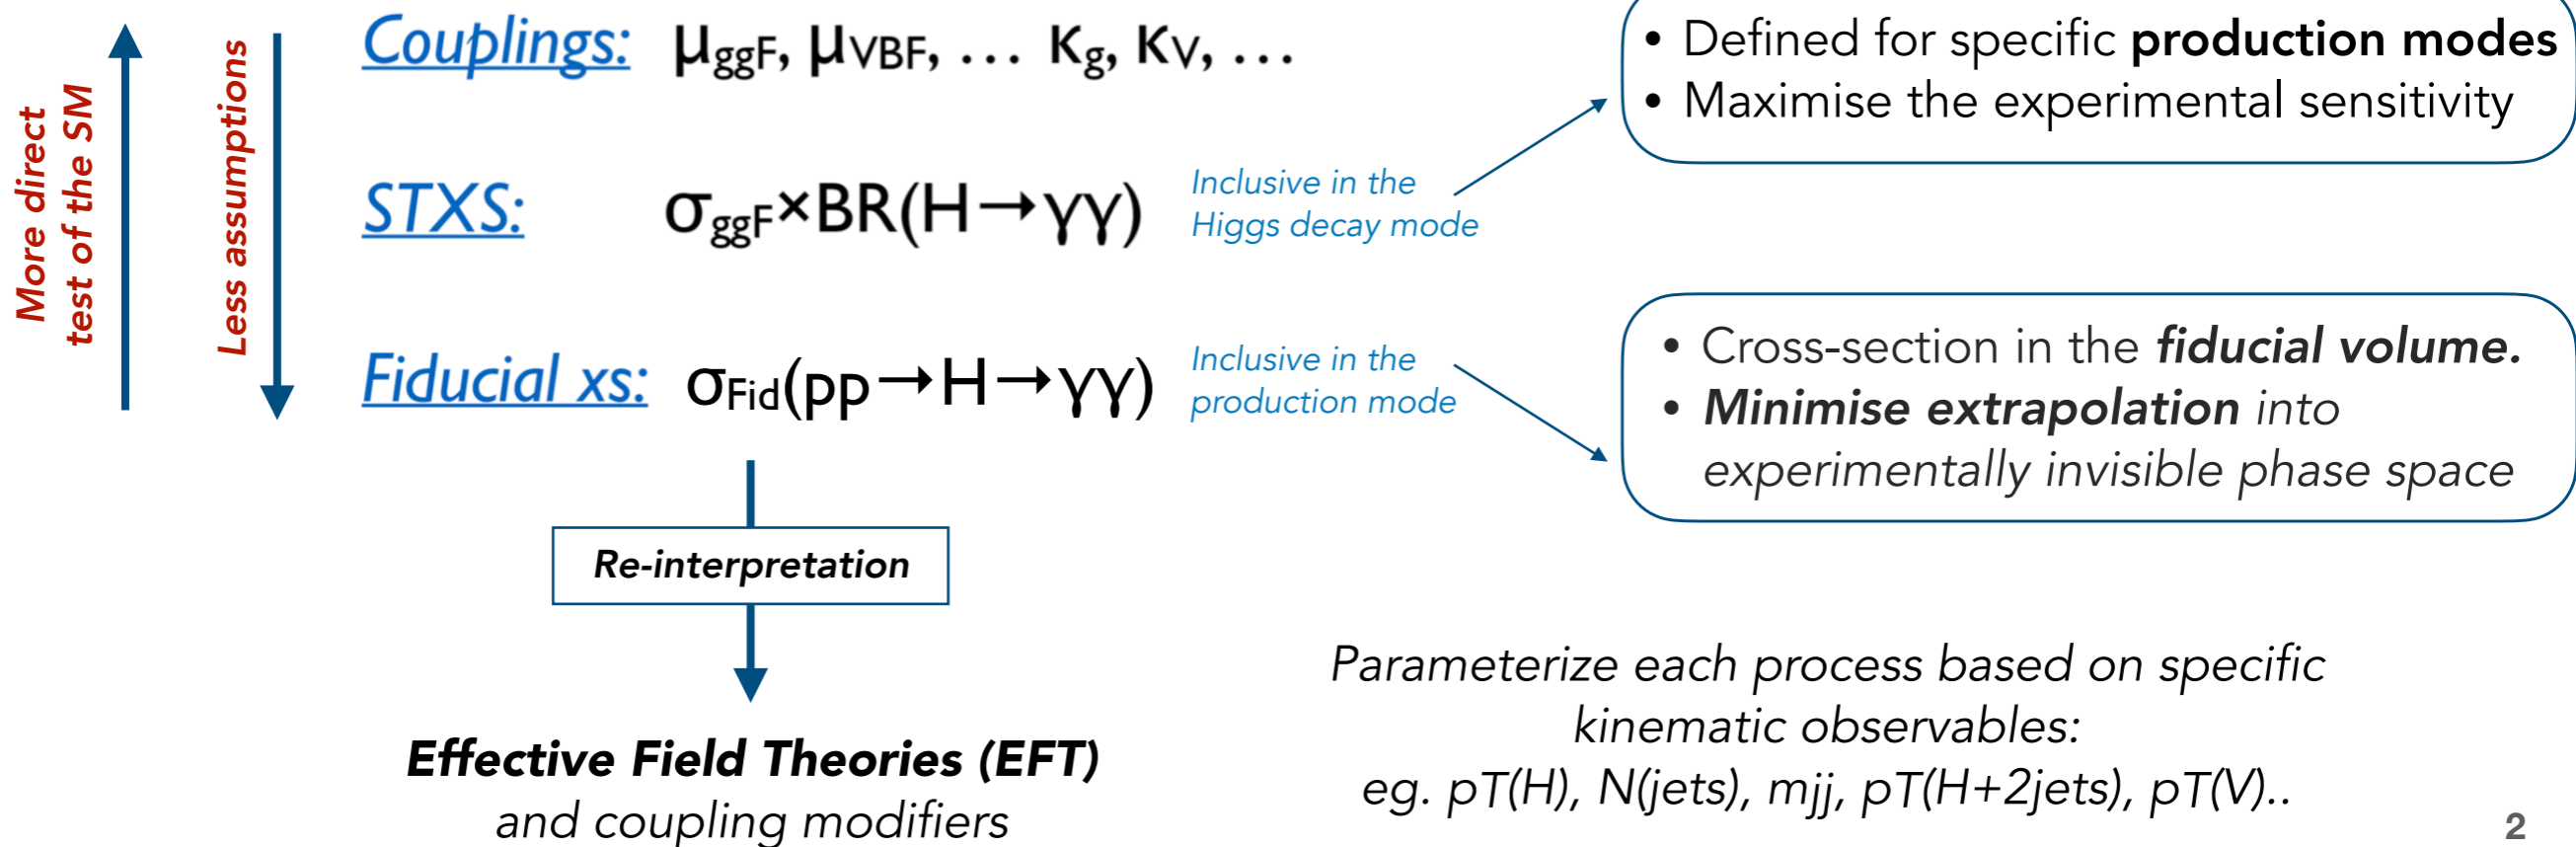 More direct
test of the SM
Less assumptions
Couplings: μggF, μVBF, … κg, κV, …
STXS: σggF×BR(H→γγ)
Inclusive in the
Higgs decay mode
Fiducial xs: σFid(pp→H→γγ)
Inclusive in the
production mode
• Defined for specific production modes
• Maximise the experimental sensitivity
• Cross-section in the fiducial volume.
• Minimise extrapolation into
experimentally invisible phase space
Re-interpretation
Effective Field Theories (EFT)
and coupling modifiers
Parameterize each process based on specific
kinematic observables:
eg. pT(H), N(jets), mjj, pT(H+2jets), pT(V)..
2